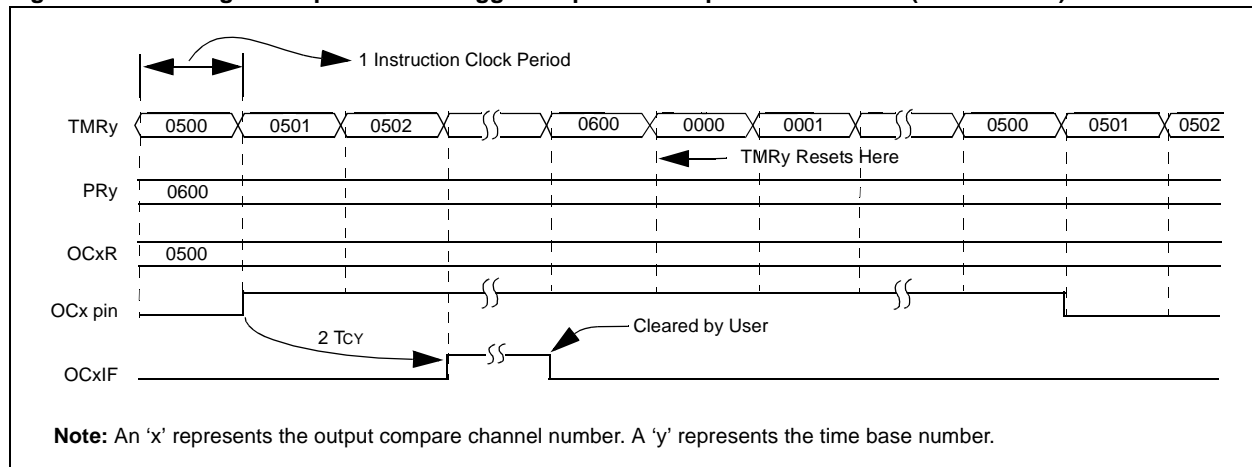 1 Instruction Clock Period
TMRy 0500 0501 0502 0600 0000 0001 0500 0501 0502
TMRy Resets Here
PRy 0600
OCxR 0500
OCx pin
2 TCY
Cleared by User
OCxIF
Note: An ‘x’ represents the output compare channel number. A ‘y’ represents the time base number.